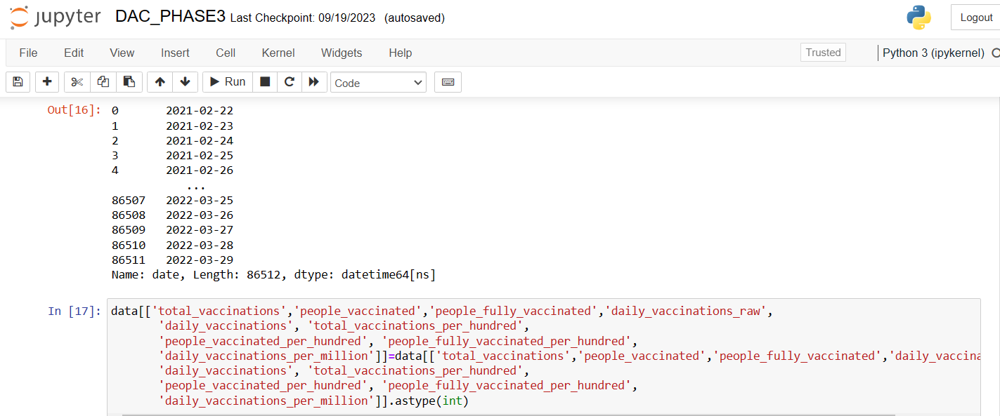 jupyter DAC_PHASE3 Last Checkpoint: 09/19/2023 (autosaved) Logout
File Edit View Insert Cell Kernel Widgets Help Trusted Python 3 (ipykernel)
Run Code
Out[16]: 0 2021-02-22
1 2021-02-23
2 2021-02-24
3 2021-02-25
4 2021-02-26
...
86507 2022-03-25
86508 2022-03-26
86509 2022-03-27
86510 2022-03-28
86511 2022-03-29
Name: date, Length: 86512, dtype: datetime64[ns]
In [17]: data[['total_vaccinations','people_vaccinated','people_fully_vaccinated','daily_vaccinations_raw',
'daily_vaccinations', 'total_vaccinations_per_hundred',
'people_vaccinated_per_hundred', 'people_fully_vaccinated_per_hundred',
'daily_vaccinations_per_million']]=data[['total_vaccinations','people_vaccinated','people_fully_vaccinated','daily_vaccina
'daily_vaccinations', 'total_vaccinations_per_hundred',
'people_vaccinated_per_hundred', 'people_fully_vaccinated_per_hundred',
'daily_vaccinations_per_million']].astype(int)